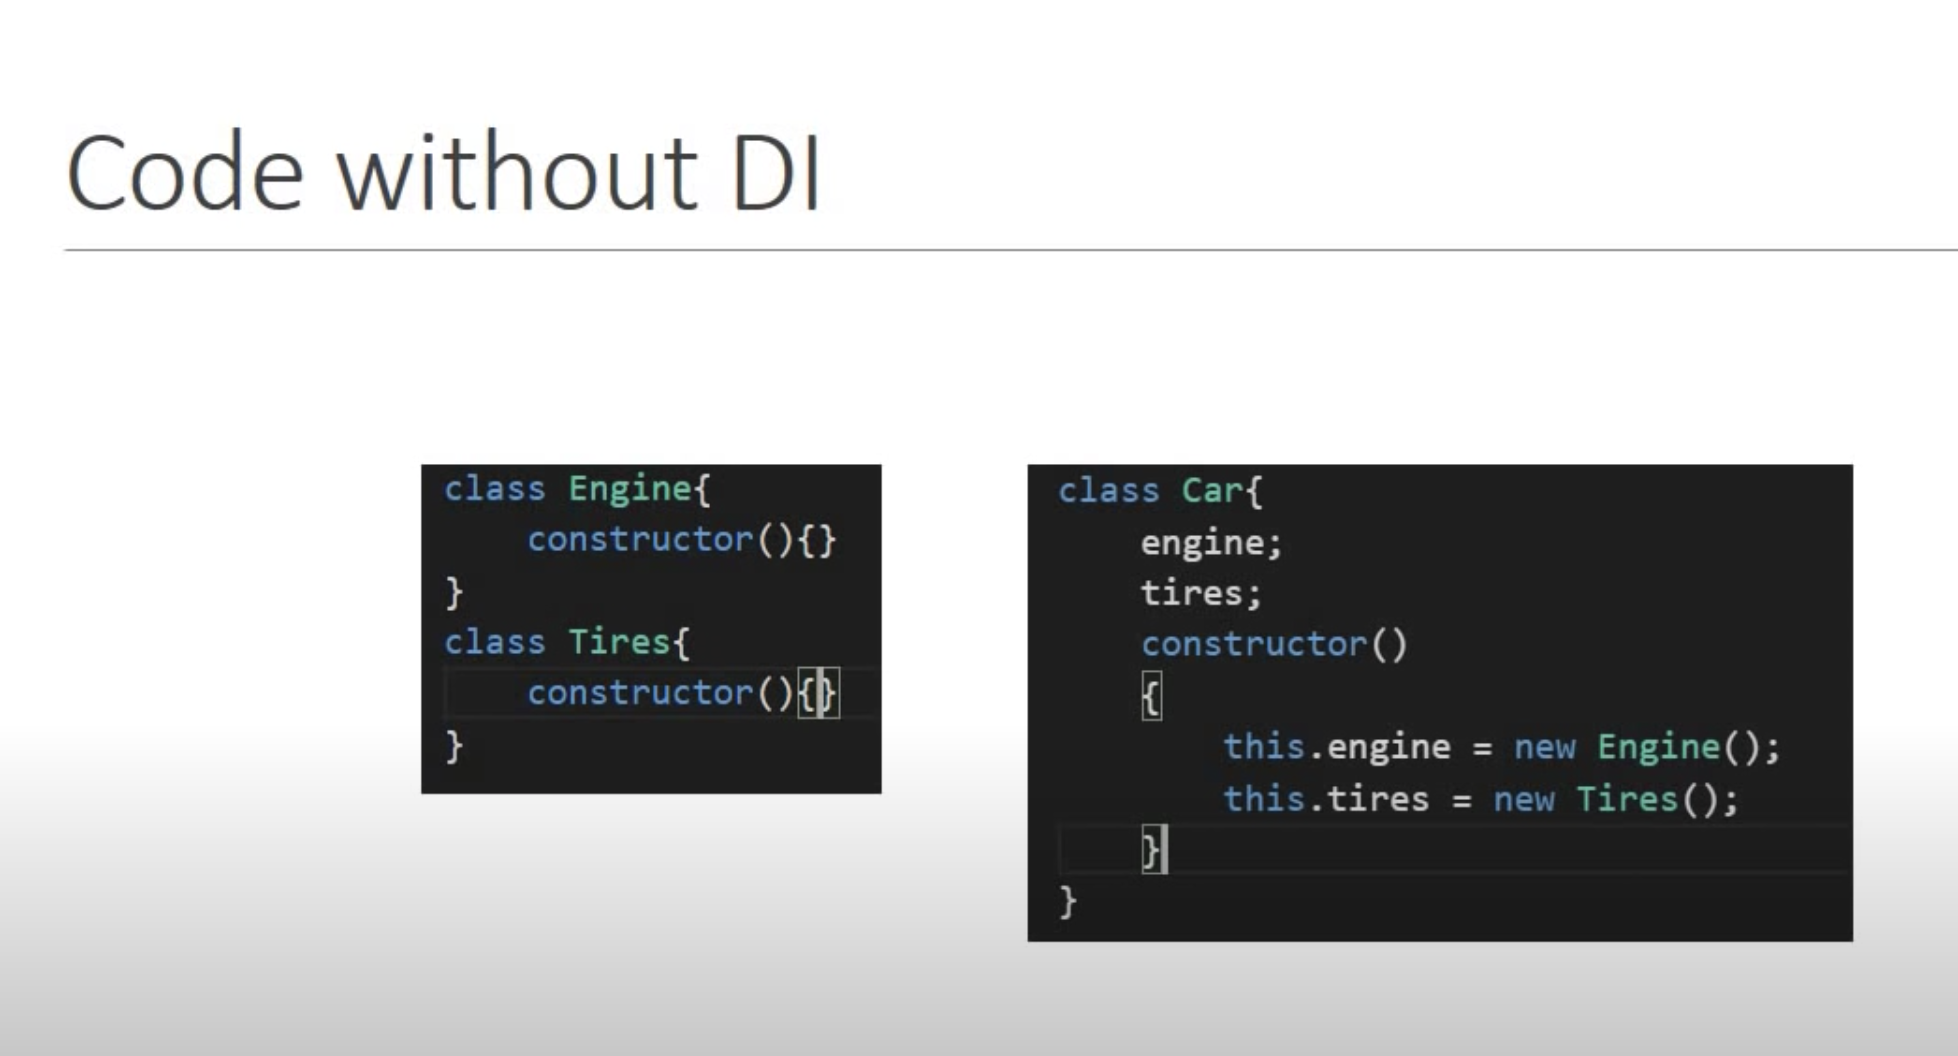 Code without DI
class Engine{
    constructor(){}
}
class Tires{
    constructor(){}
}
class Car{
    engine;
    tires;
    constructor()
    {
        this.engine = new Engine();
        this.tires = new Tires();
    }
}